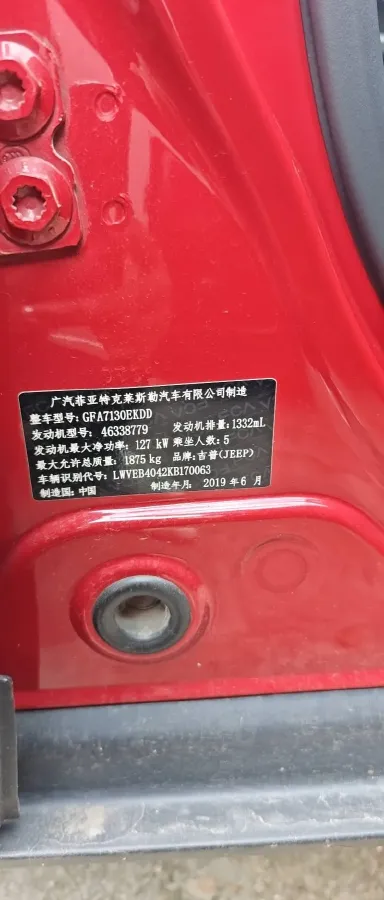 广汽菲亚特克莱斯勒汽车有限公司制造
整车型号: GFA7130EKDD
发动机型号: 46338779 发动机排量: 1332mL
发动机最大净功率: 127 kW 乘坐人数: 5
最大允许总质量: 1875 kg 品牌: 吉普(JEEP)
车辆识别代号: LWVEB4042KB170063
制造国: 中国 制造年月: 2019 年 6 月